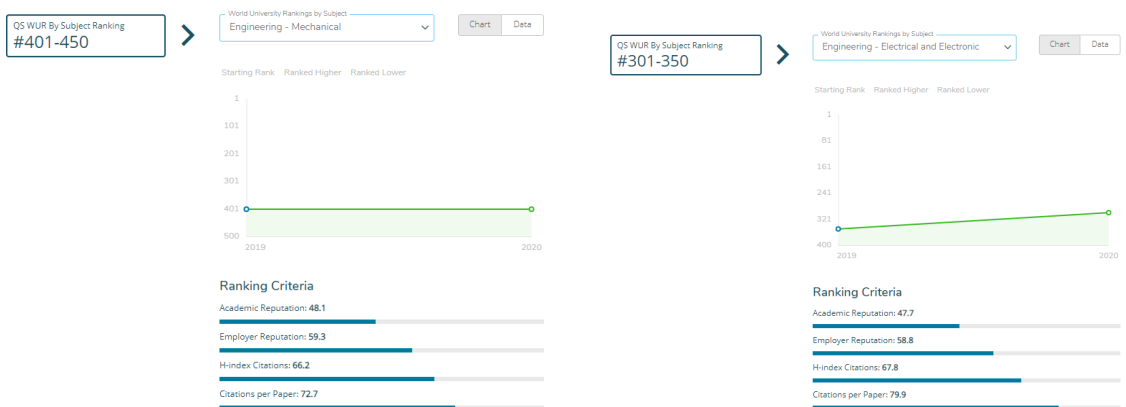 QS WUR By Subject Ranking
#401-450
World University Rankings by Subject
Engineering - Mechanical
Chart Data
Starting Rank Ranked Higher Ranked Lower
1
101
201
301
401
500
2019 2020
Ranking Criteria
Academic Reputation: 48.1
Employer Reputation: 59.3
H-index Citations: 66.2
Citations per Paper: 72.7
QS WUR By Subject Ranking
#301-350
World University Rankings by Subject
Engineering - Electrical and Electronic
Chart Data
Starting Rank Ranked Higher Ranked Lower
1
81
161
241
321
400
2019 2020
Ranking Criteria
Academic Reputation: 47.7
Employer Reputation: 58.8
H-index Citations: 67.8
Citations per Paper: 79.9